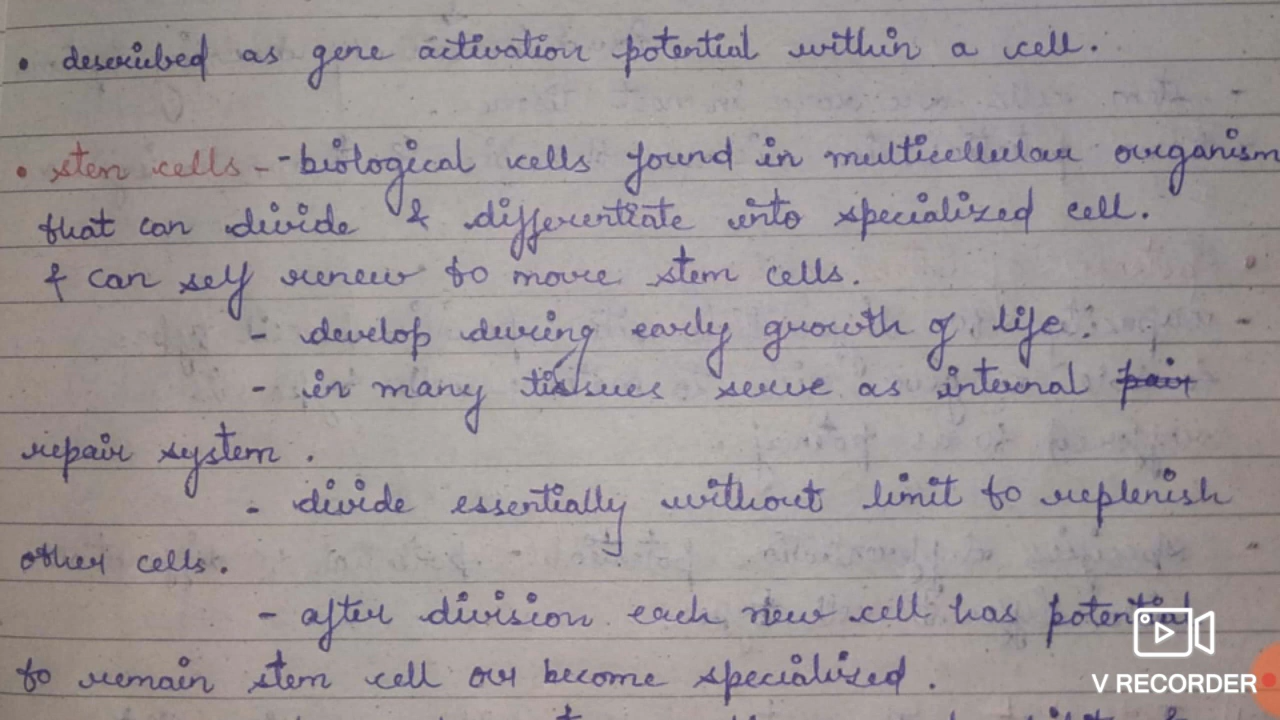 • described as gene activation potential within a cell.
• stem cells - - biological cells found in multicellular organism
that can divide & differentiate into specialized cell.
& can self renew to more stem cells.
- develop during early growth of life.
- in many tissues serve as internal pair
repair system.
- divide essentially without limit to replenish
other cells.
- after division each new cell has potential
to remain stem cell or become specialized.
V RECORDER